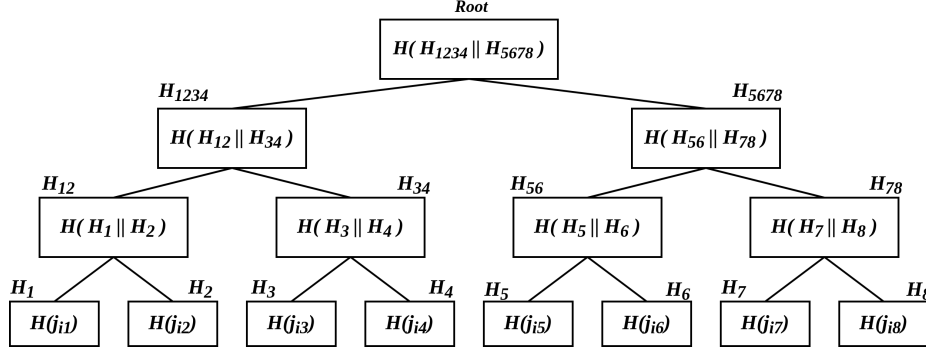 Root
H( H1234 || H5678 )
H1234 H5678
H( H12 || H34 ) H( H56 || H78 )
H12 H34 H56 H78
H( H1 || H2 ) H( H3 || H4 ) H( H5 || H6 ) H( H7 || H8 )
H1 H2 H3 H4 H5 H6 H7 H8
H(ji1) H(ji2) H(ji3) H(ji4) H(ji5) H(ji6) H(ji7) H(ji8)